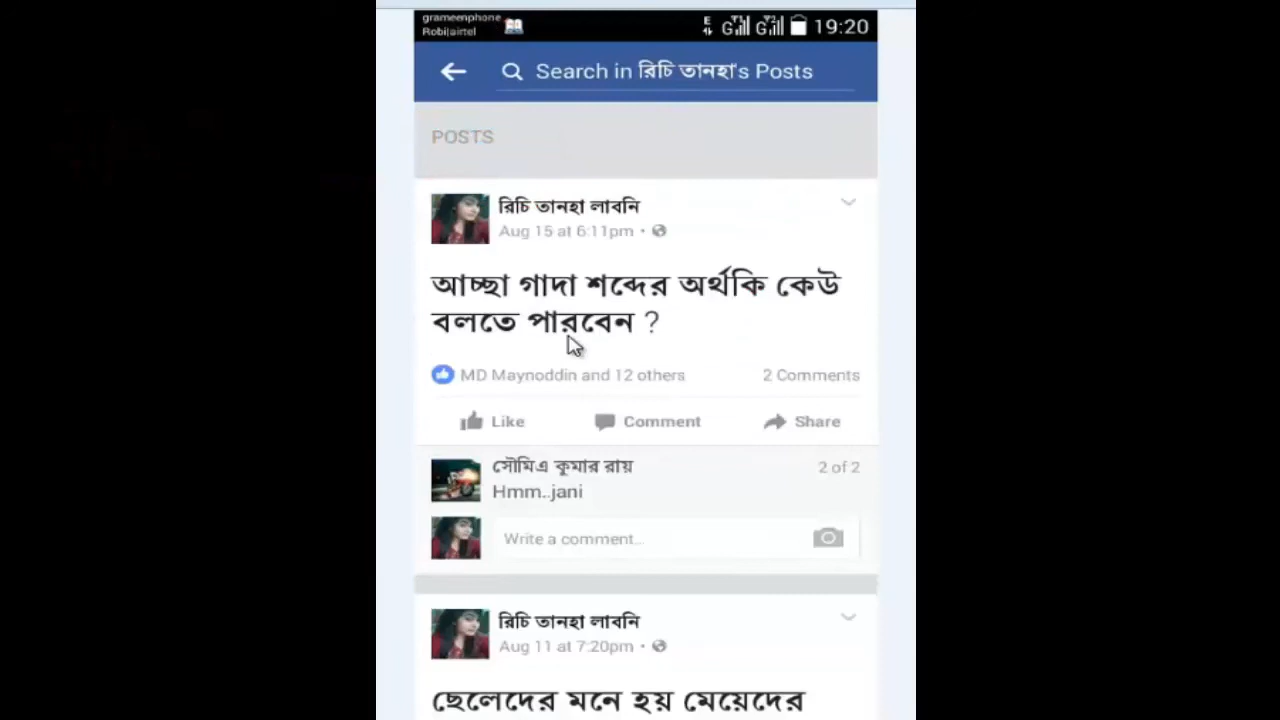 grameenphone
Robi|airtel
19:20
Search in রিচি তানহা's Posts
POSTS
রিচি তানহা লাবনি
Aug 15 at 6:11pm
আচ্ছা গাদা শব্দের অর্থকি কেউ
বলতে পারবেন ?
MD Maynoddin and 12 others 2 Comments
Like Comment Share
সৌমিএ কুমার রায় 2 of 2
Hmm..jani
Write a comment...
রিচি তানহা লাবনি
Aug 11 at 7:20pm
ছেলেদের মনে হয় মেয়েদের